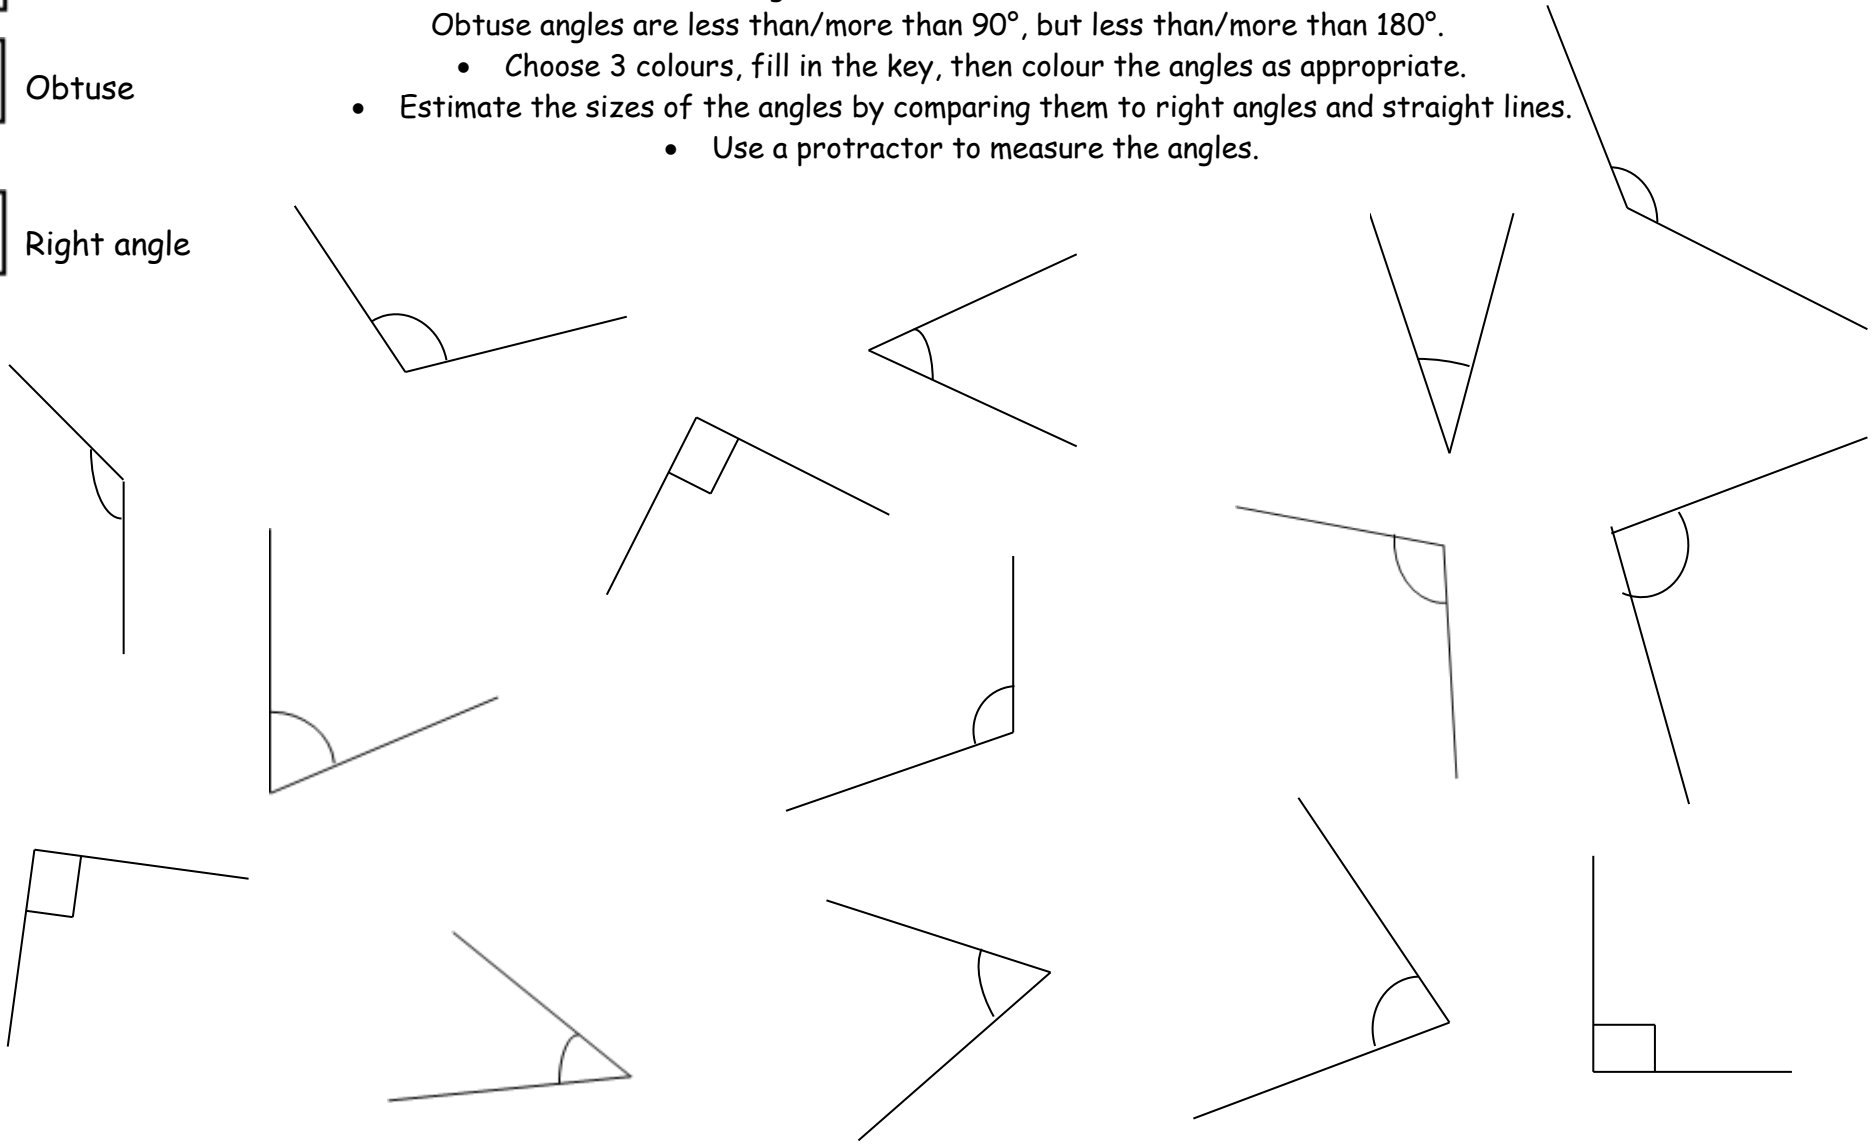 Obtuse angles are less than/more than 90°, but less than/more than 180°.
• Choose 3 colours, fill in the key, then colour the angles as appropriate.
Obtuse
• Estimate the sizes of the angles by comparing them to right angles and straight lines.
• Use a protractor to measure the angles.
Right angle